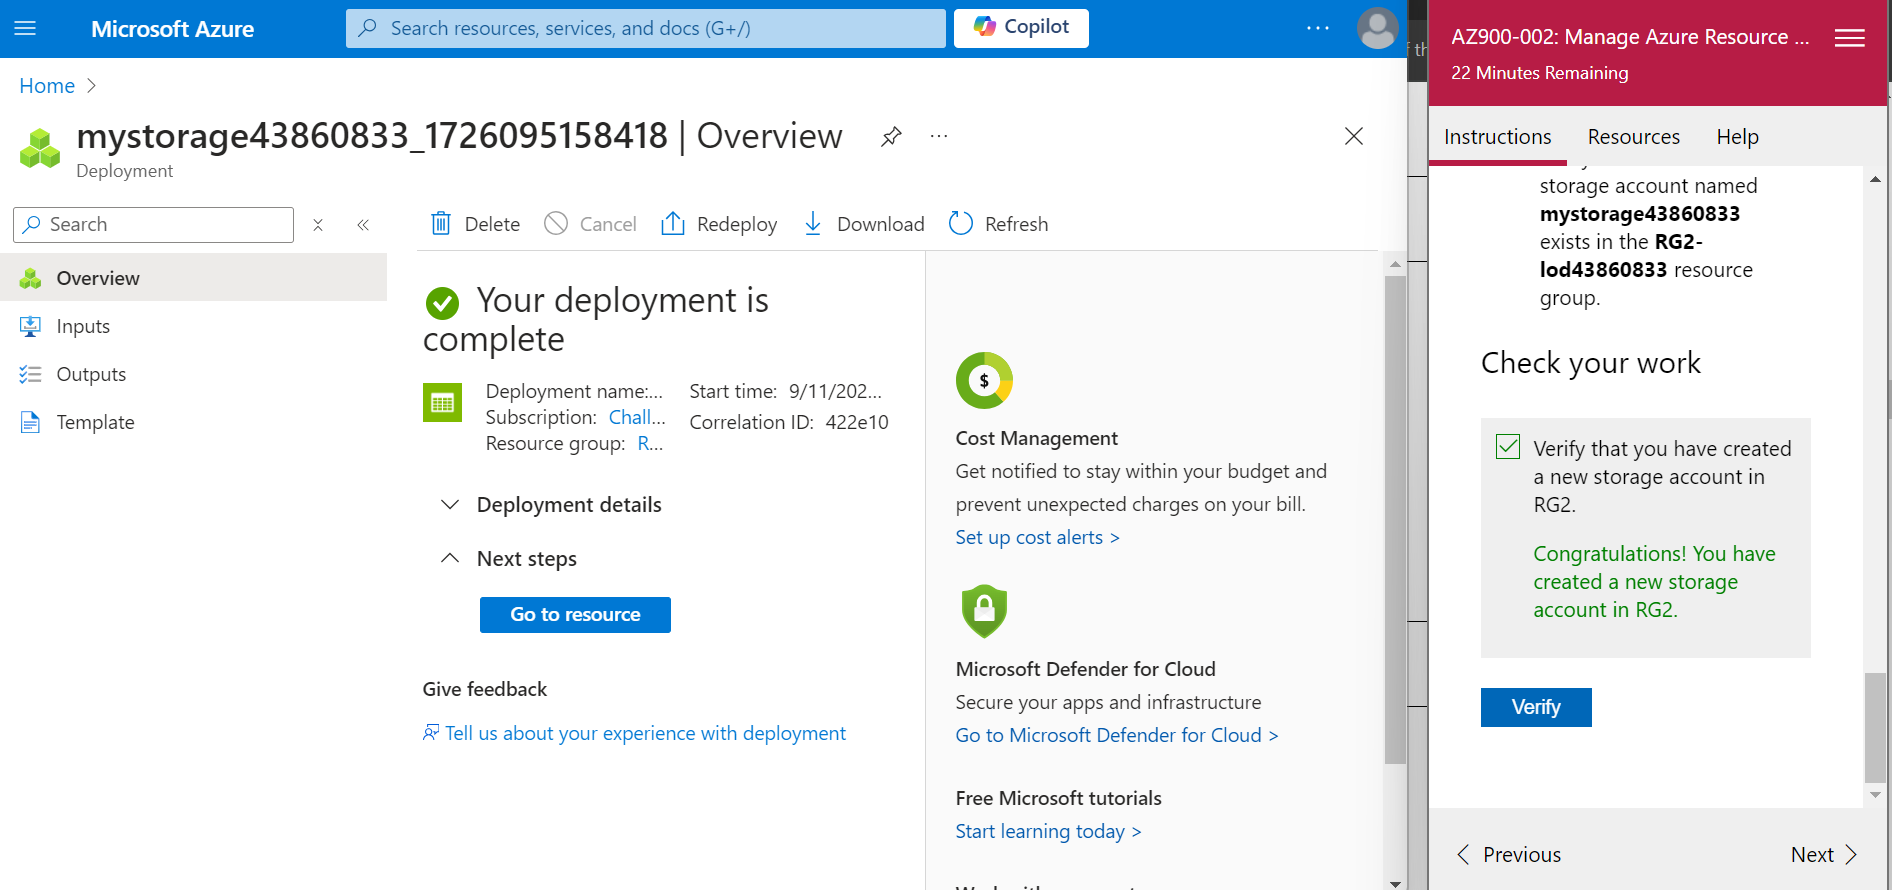 Microsoft Azure
Search resources, services, and docs (G+/)
Copilot
Home
mystorage43860833_1726095158418 | Overview
Deployment
Search
Delete
Cancel
Redeploy
Download
Refresh
Overview
Inputs
Outputs
Template
Your deployment is
complete
Deployment name:...
Subscription: Chall...
Resource group: R...
Start time: 9/11/202...
Correlation ID: 422e10
Deployment details
Next steps
Go to resource
Give feedback
Tell us about your experience with deployment
$
Cost Management
Get notified to stay within your budget and
prevent unexpected charges on your bill.
Set up cost alerts >
Microsoft Defender for Cloud
Secure your apps and infrastructure
Go to Microsoft Defender for Cloud >
Free Microsoft tutorials
Start learning today >
AZ900-002: Manage Azure Resource ...
22 Minutes Remaining
Instructions
Resources
Help
storage account named
mystorage43860833
exists in the RG2-
lod43860833 resource
group.
Check your work
Verify that you have created
a new storage account in
RG2.
Congratulations! You have
created a new storage
account in RG2.
Verify
Previous
Next